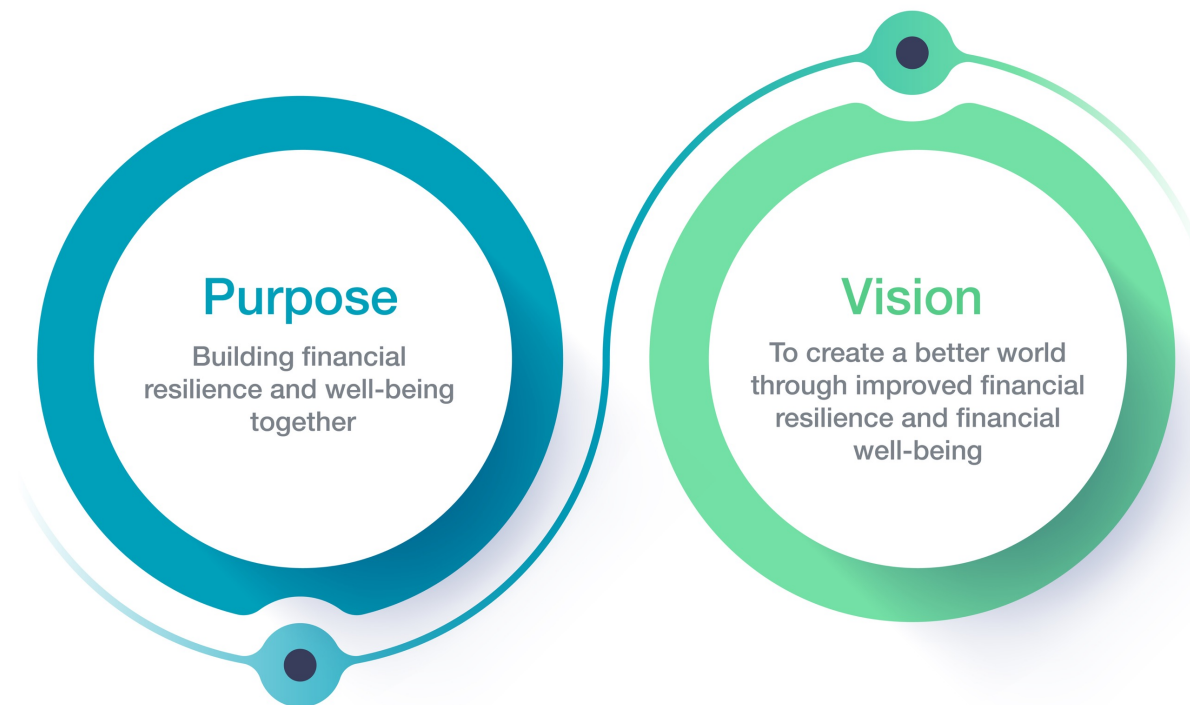 Purpose
Building financial
resilience and well-being
together
Vision
To create a better world
through improved financial
resilience and financial
well-being